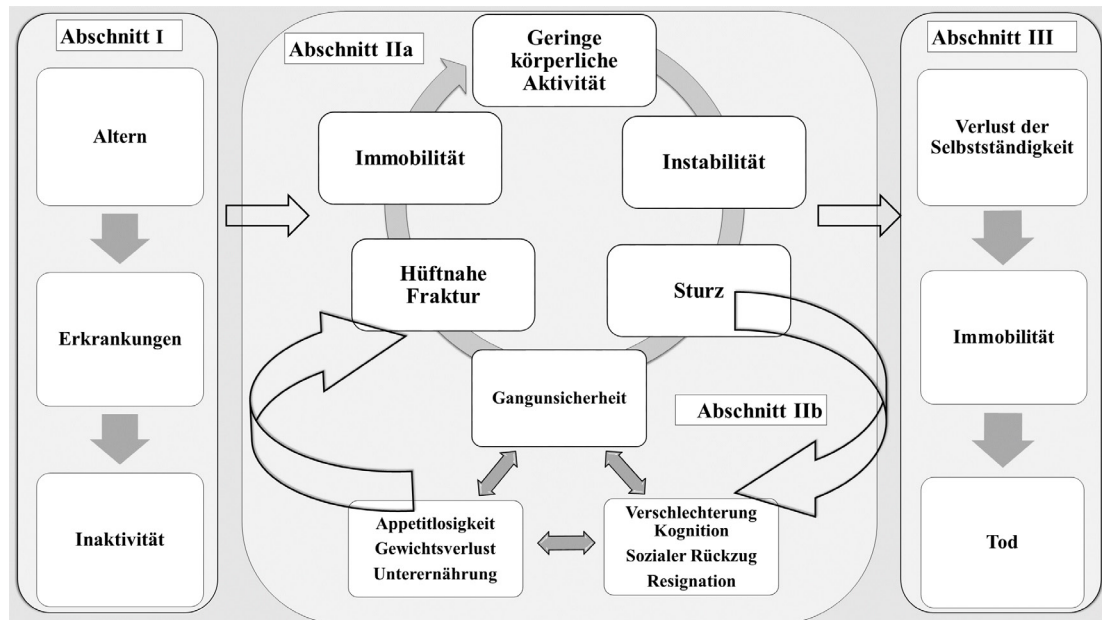 Abschnitt I
Altern
Erkrankungen
Inaktivität
Abschnitt IIa
Geringe
körperliche
Aktivität
Immobilität
Instabilität
Hüftnahe
Fraktur
Sturz
Gangunsicherheit
Abschnitt IIb
Appetitlosigkeit
Gewichtsverlust
Unterernährung
Verschlechterung
Kognition
Sozialer Rückzug
Resignation
Abschnitt III
Verlust der
Selbstständigkeit
Immobilität
Tod